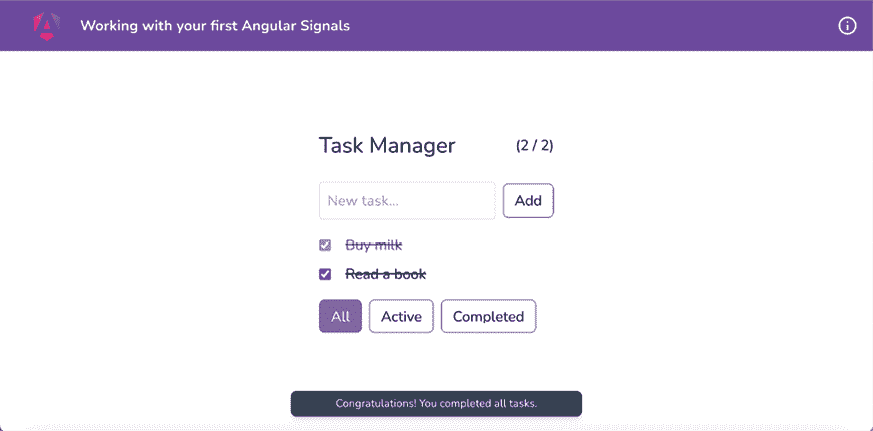 Working with your first Angular Signals
Task Manager (2 / 2)
New task... Add
Buy milk
Read a book
All Active Completed
Congratulations! You completed all tasks.